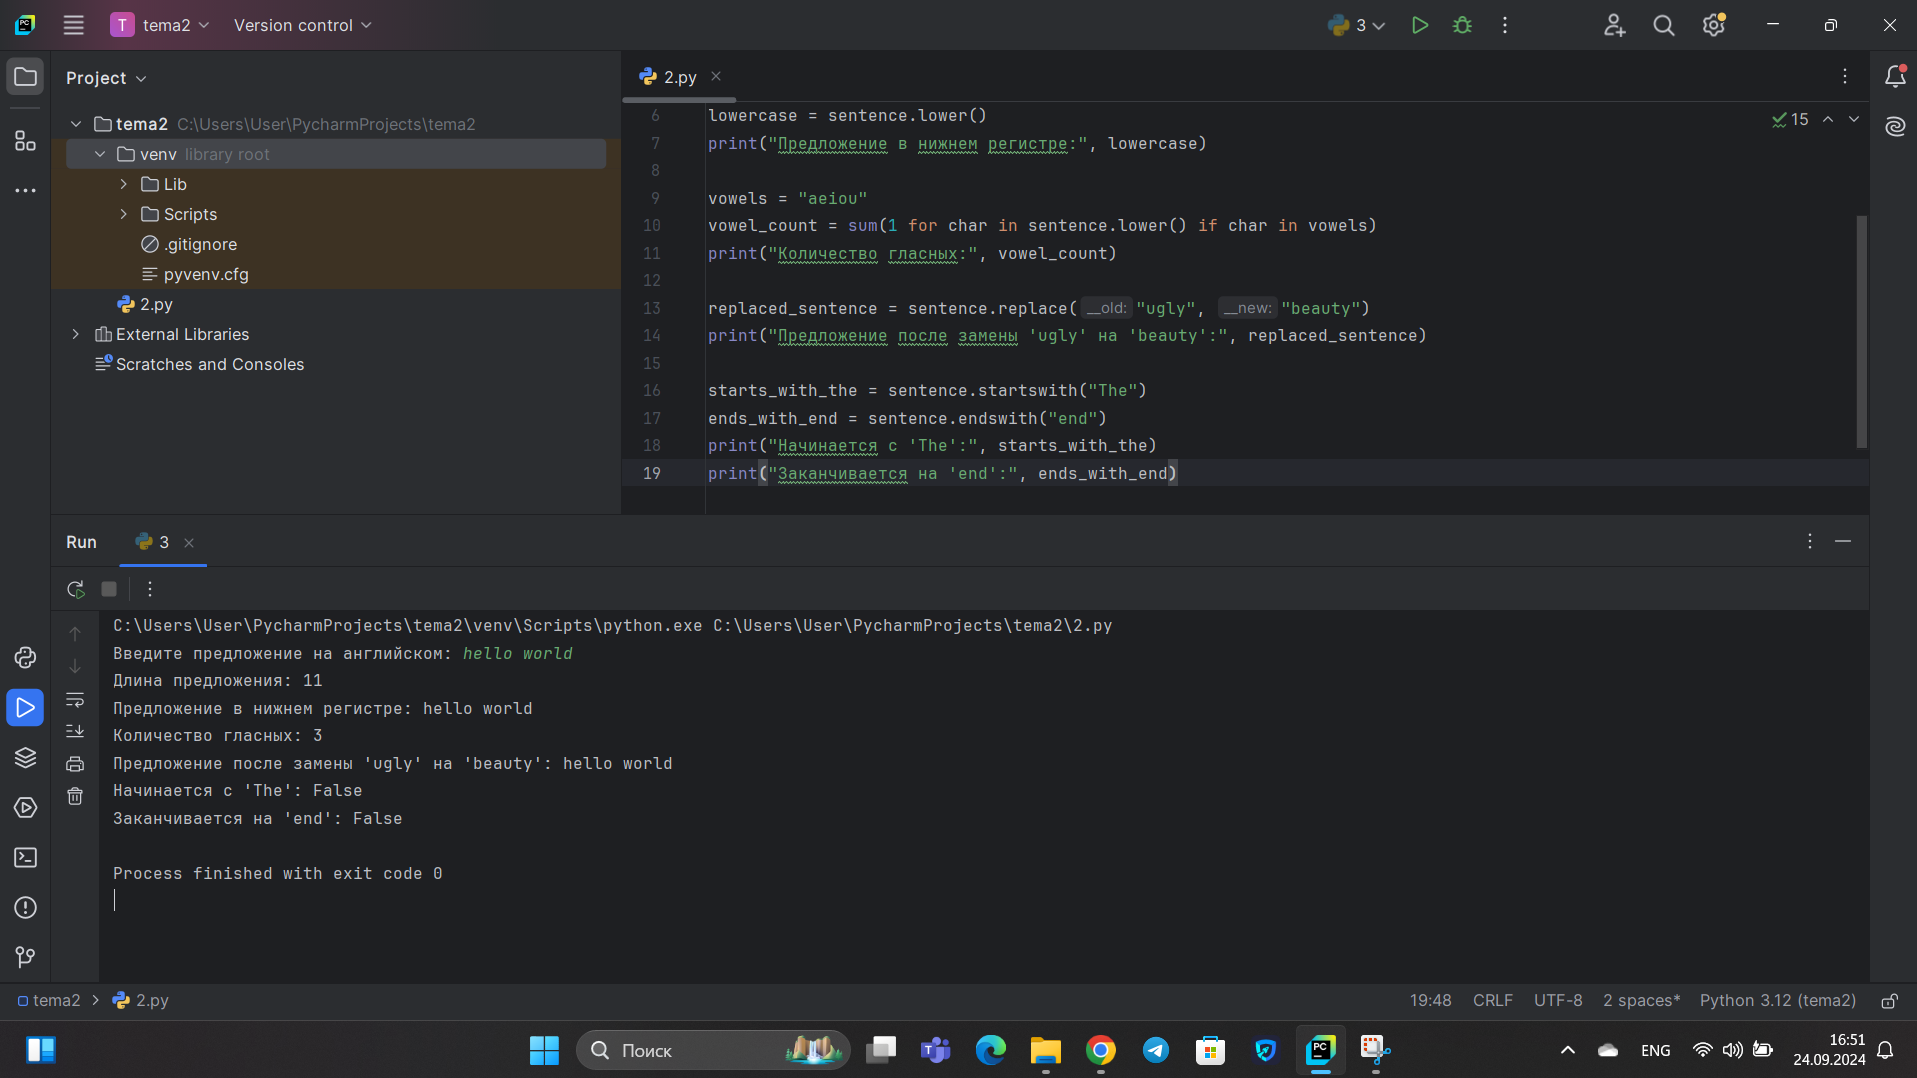 T tema2 Version control 3
Project
tema2 C:\Users\User\PycharmProjects\tema2
venv library root
Lib
Scripts
.gitignore
pyvenv.cfg
2.py
External Libraries
Scratches and Consoles
2.py
15
6 lowercase = sentence.lower()
7 print("Предложение в нижнем регистре:", lowercase)
8
9 vowels = "aeiou"
10 vowel_count = sum(1 for char in sentence.lower() if char in vowels)
11 print("Количество гласных:", vowel_count)
12
13 replaced_sentence = sentence.replace( __old: "ugly", __new: "beauty")
14 print("Предложение после замены 'ugly' на 'beauty':", replaced_sentence)
15
16 starts_with_the = sentence.startswith("The")
17 ends_with_end = sentence.endswith("end")
18 print("Начинается с 'The':", starts_with_the)
19 print("Заканчивается на 'end':", ends_with_end)
Run 3
C:\Users\User\PycharmProjects\tema2\venv\Scripts\python.exe C:\Users\User\PycharmProjects\tema2\2.py
Введите предложение на английском: hello world
Длина предложения: 11
Предложение в нижнем регистре: hello world
Количество гласных: 3
Предложение после замены 'ugly' на 'beauty': hello world
Начинается с 'The': False
Заканчивается на 'end': False
Process finished with exit code 0
tema2 2.py
19:48 CRLF UTF-8 2 spaces* Python 3.12 (tema2)
Поиск
ENG
16:51
24.09.2024